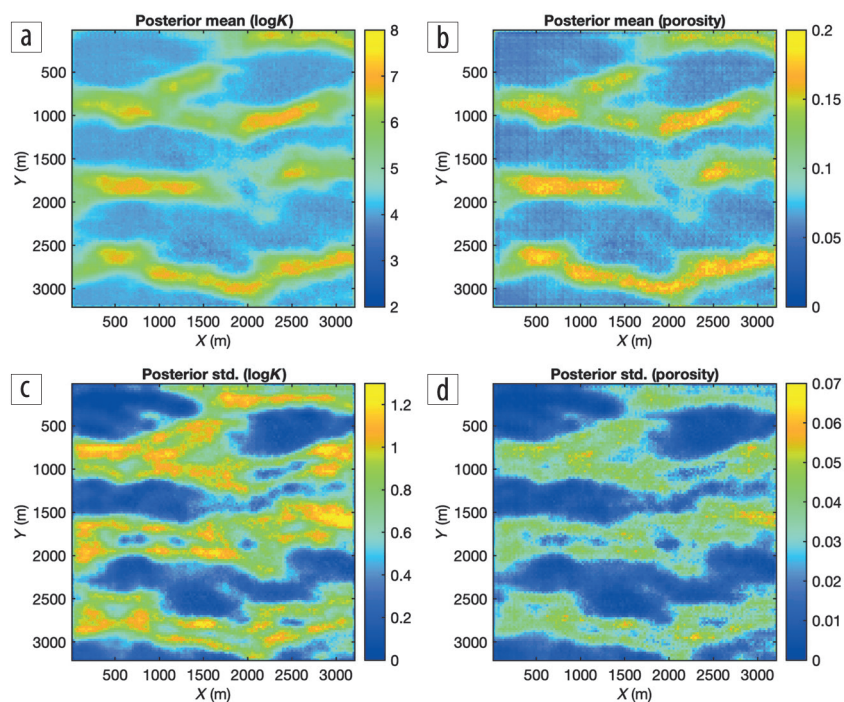 a
Posterior mean (logK)
500
1000
1500
2000
2500
3000
Y (m)
500 1000 1500 2000 2500 3000
X (m)
8
7
6
5
4
3
2
b
Posterior mean (porosity)
500
1000
1500
2000
2500
3000
Y (m)
500 1000 1500 2000 2500 3000
X (m)
0.2
0.15
0.1
0.05
0
c
Posterior std. (logK)
500
1000
1500
2000
2500
3000
Y (m)
500 1000 1500 2000 2500 3000
X (m)
1.2
1
0.8
0.6
0.4
0.2
0
d
Posterior std. (porosity)
500
1000
1500
2000
2500
3000
Y (m)
500 1000 1500 2000 2500 3000
X (m)
0.07
0.06
0.05
0.04
0.03
0.02
0.01
0